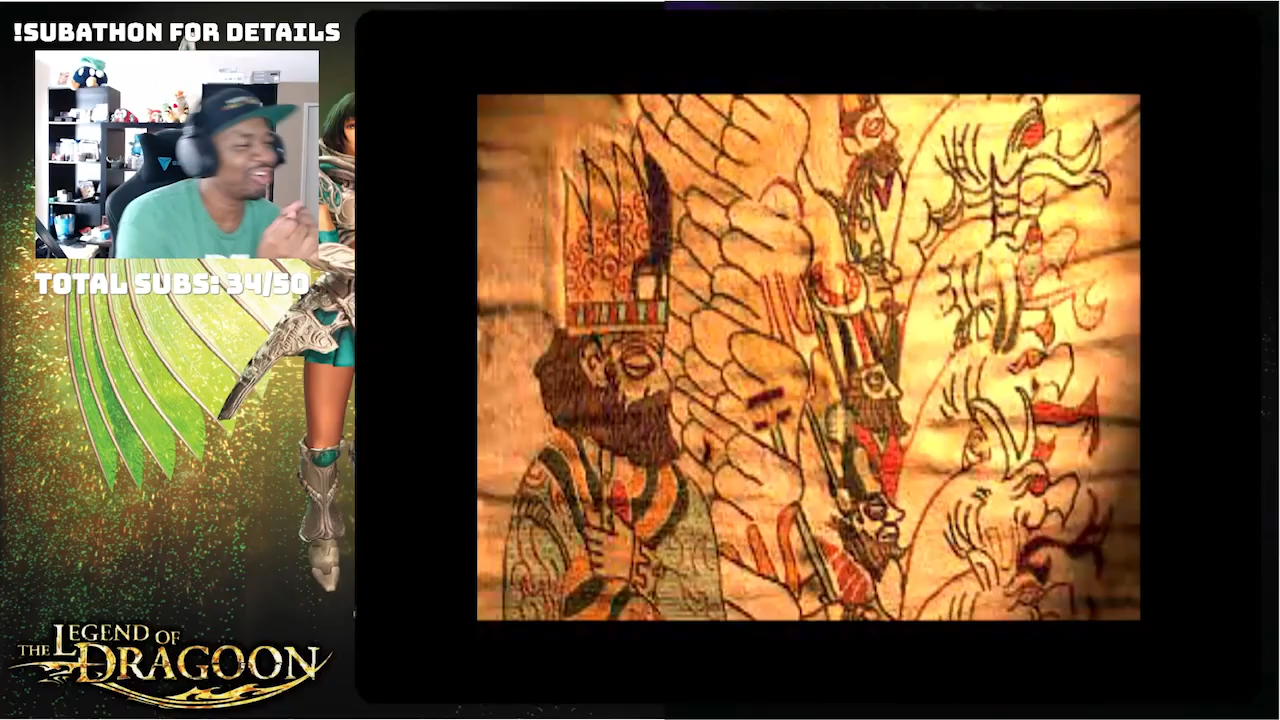 !SUBATHON FOR DETAILS
TOTAL SUBS: 34/50
THE LEGEND OF
DRAGOON